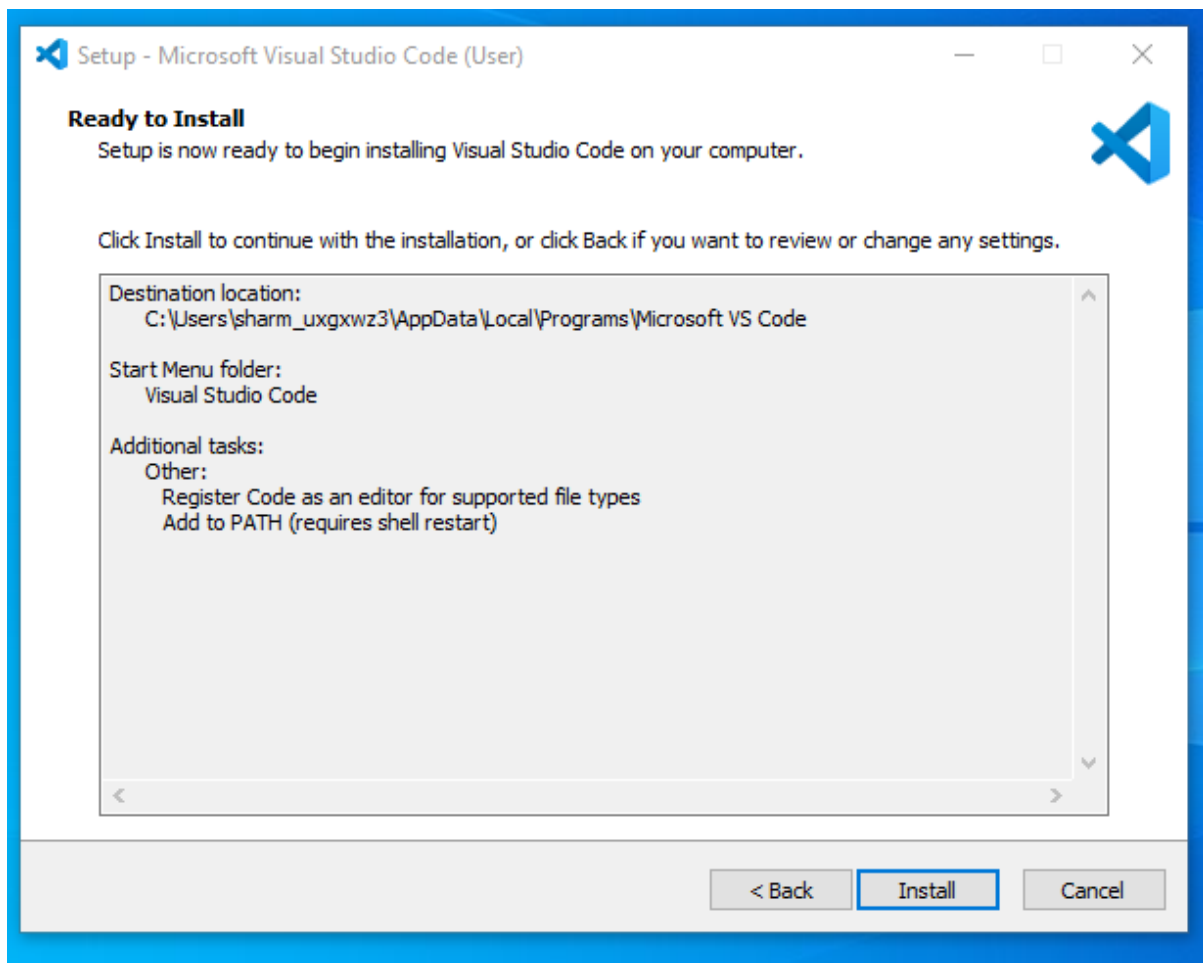 Setup - Microsoft Visual Studio Code (User)
Ready to Install
Setup is now ready to begin installing Visual Studio Code on your computer.
Click Install to continue with the installation, or click Back if you want to review or change any settings.
Destination location:
C:\Users\sharm_uxgxwz3\AppData\Local\Programs\Microsoft VS Code
Start Menu folder:
Visual Studio Code
Additional tasks:
Other:
Register Code as an editor for supported file types
Add to PATH (requires shell restart)
< Back Install Cancel